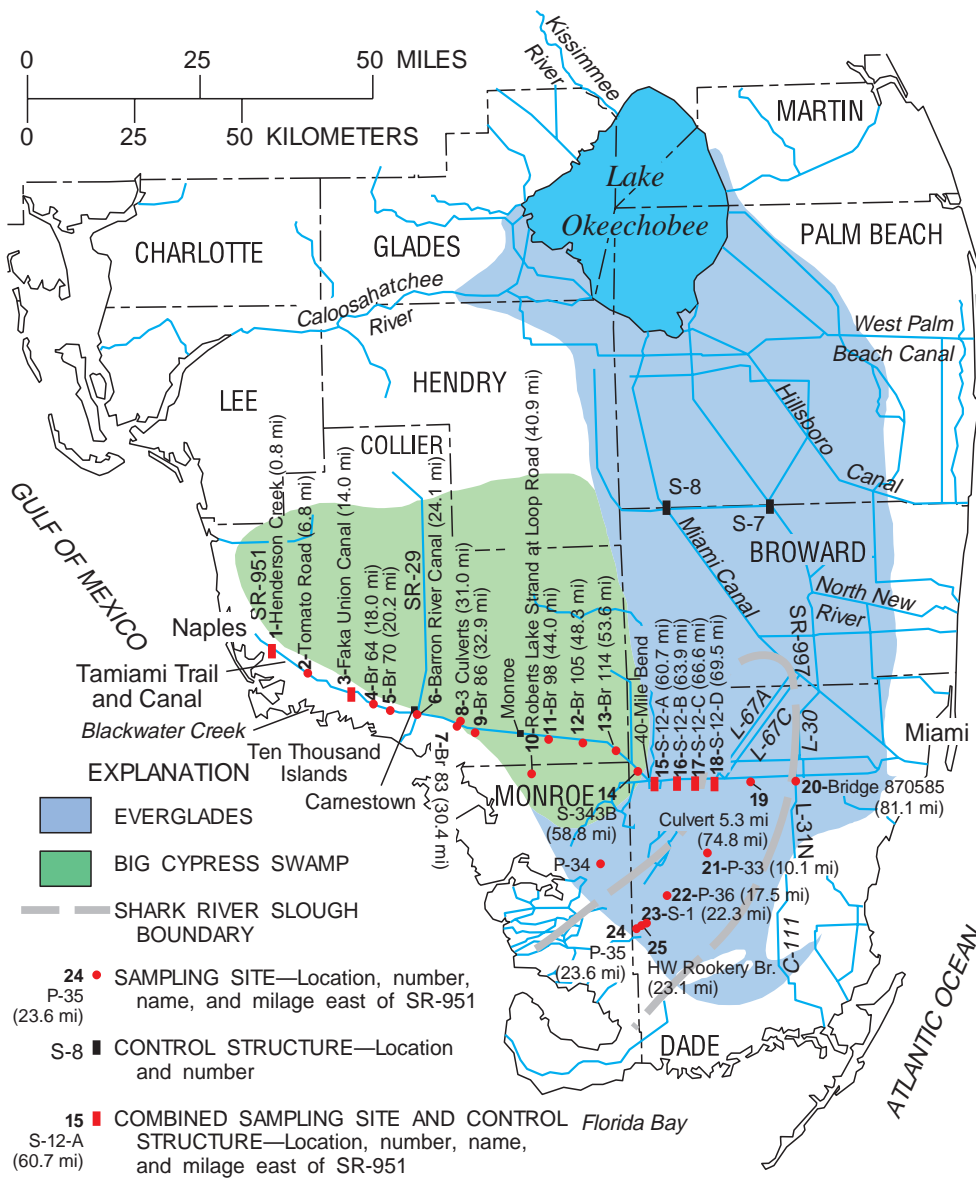 0 25 50 MILES
0 25 50 KILOMETERS
Kissimmee
River
MARTIN
Lake
Okeechobee
CHARLOTTE
GLADES
PALM BEACH
Caloosahatchee
River
West Palm
Beach Canal
HENDRY
LEE
Hillsboro
Canal
COLLIER
GULF OF MEXICO
S-8
S-7
Miami Canal
BROWARD
North New
River
SR-951
SR-29
SR-997
Naples
1-Henderson Creek (0.8 mi)
2-Tomato Road (6.8 mi)
3-Faka Union Canal (14.0 mi)
4-Br 64 (18.0 mi)
5-Br 70 (20.2 mi)
6-Barron River Canal (24.1 mi)
7-Br 83 (30.4 mi)
8-3 Culverts (31.0 mi)
9-Br 86 (32.9 mi)
Monroe
10-Roberts Lake Strand at Loop Road (40.9 mi)
11-Br 98 (44.0 mi)
12-Br 105 (48.3 mi)
13-Br 114 (53.6 mi)
40-Mile Bend
15-S-12-A (60.7 mi)
16-S-12-B (63.9 mi)
17-S-12-C (66.6 mi)
18-S-12-D (69.5 mi)
L-67A
L-67C
L-30
Miami
Tamiami Trail
and Canal
Blackwater Creek
Ten Thousand
Islands
Carnestown
MONROE
14
S-343B
(58.8 mi)
19
Culvert 5.3 mi
(74.8 mi)
20-Bridge 870585
(81.1 mi)
L-31N
P-34
21-P-33 (10.1 mi)
22-P-36 (17.5 mi)
23-S-1 (22.3 mi)
24
P-35
(23.6 mi)
25
HW Rookery Br.
(23.1 mi)
C-111
DADE
Florida Bay
ATLANTIC OCEAN
EXPLANATION
EVERGLADES
BIG CYPRESS SWAMP
SHARK RIVER SLOUGH
BOUNDARY
24
P-35
(23.6 mi)
SAMPLING SITE—Location, number,
name, and milage east of SR-951
S-8
CONTROL STRUCTURE—Location
and number
15
S-12-A
(60.7 mi)
COMBINED SAMPLING SITE AND CONTROL
STRUCTURE—Location, number, name,
and milage east of SR-951